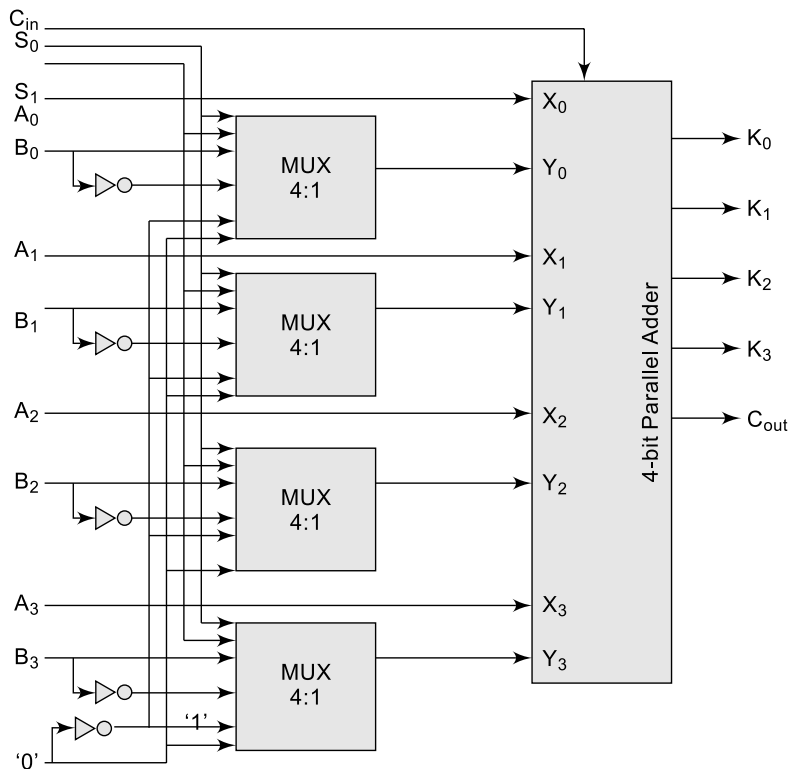 C_in
S_0
S_1
A_0
B_0
MUX
4:1
A_1
B_1
MUX
4:1
A_2
B_2
MUX
4:1
A_3
B_3
MUX
4:1
‘1’
‘0’
X_0
Y_0
X_1
Y_1
X_2
Y_2
X_3
Y_3
4-bit Parallel Adder
K_0
K_1
K_2
K_3
C_out